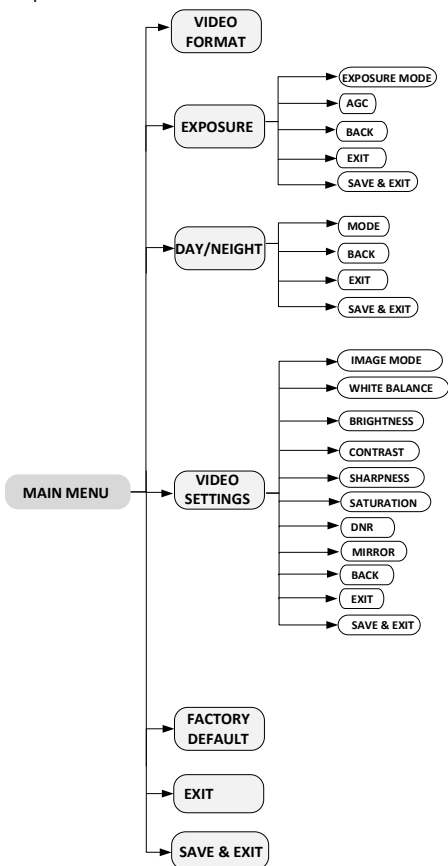 VIDEO
FORMAT
EXPOSURE
EXPOSURE MODE
AGC
BACK
EXIT
SAVE & EXIT
DAY/NEIGHT
MODE
BACK
EXIT
SAVE & EXIT
MAIN MENU
VIDEO
SETTINGS
IMAGE MODE
WHITE BALANCE
BRIGHTNESS
CONTRAST
SHARPNESS
SATURATION
DNR
MIRROR
BACK
EXIT
SAVE & EXIT
FACTORY
DEFAULT
EXIT
SAVE & EXIT